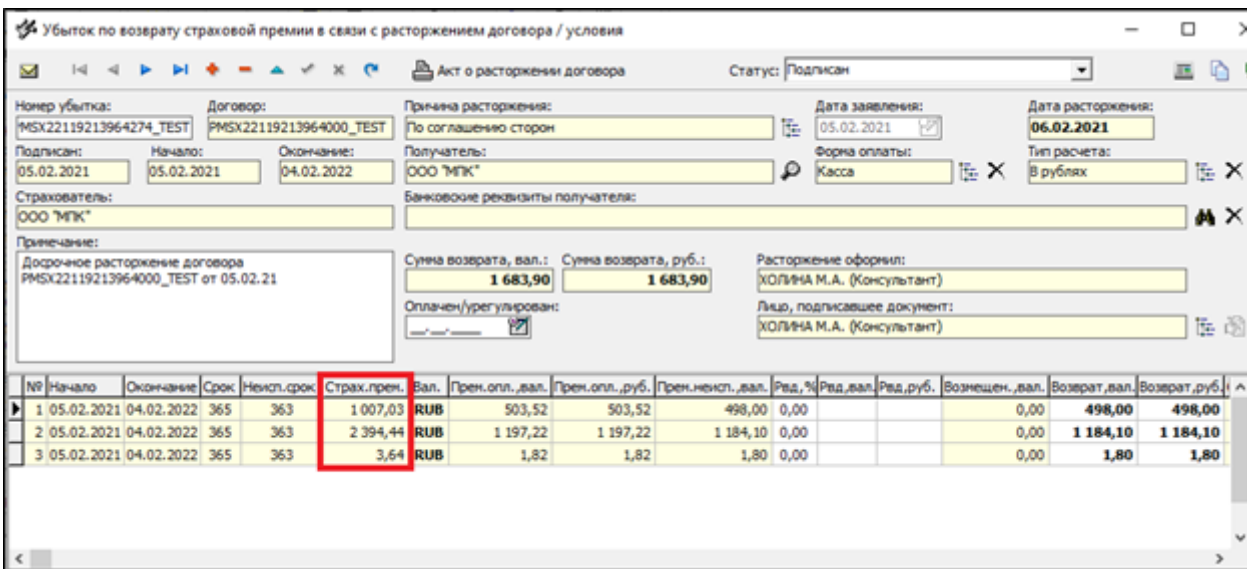 Убыток по возврату страховой премии в связи с расторжением договора / условия
Акт о расторжении договора Статус: Подписан
Номер убытка: Договор: Причина расторжения: Дата заявления: Дата расторжения:
MSX22119213964274_TEST PMSX22119213964000_TEST По соглашению сторон 05.02.2021 06.02.2021
Подписан: Начало: Окончание: Получатель: Форма оплаты: Тип расчета:
05.02.2021 05.02.2021 04.02.2022 ООО "МПК" Касса В рублях
Страхователь: Банковские реквизиты получателя:
ООО "МПК"
Примечание:
Досрочное расторжение договора
PMSX22119213964000_TEST от 05.02.21
Сумма возврата, вал.: Сумма возврата, руб.: Расторжение оформил:
1 683,90 1 683,90 ХОЛИНА М.А. (Консультант)
Оплачен/урегулирован: Лицо, подписавшее документ:
__.__.____ ХОЛИНА М.А. (Консультант)
№ Начало Окончание Срок Неисп.срок Страх.прем. Вал. Прем.опл.,вал. Прем.опл.,руб. Прем.неисп.,вал. Рвд,% Рвд,вал. Рвд,руб. Возмещен.,вал. Возврат,вал. Возврат,руб.
1 05.02.2021 04.02.2022 365 363 1 007,03 RUB 503,52 503,52 498,00 0,00 0,00 498,00 498,00
2 05.02.2021 04.02.2022 365 363 2 394,44 RUB 1 197,22 1 197,22 1 184,10 0,00 0,00 1 184,10 1 184,10
3 05.02.2021 04.02.2022 365 363 3,64 RUB 1,82 1,82 1,80 0,00 0,00 1,80 1,80